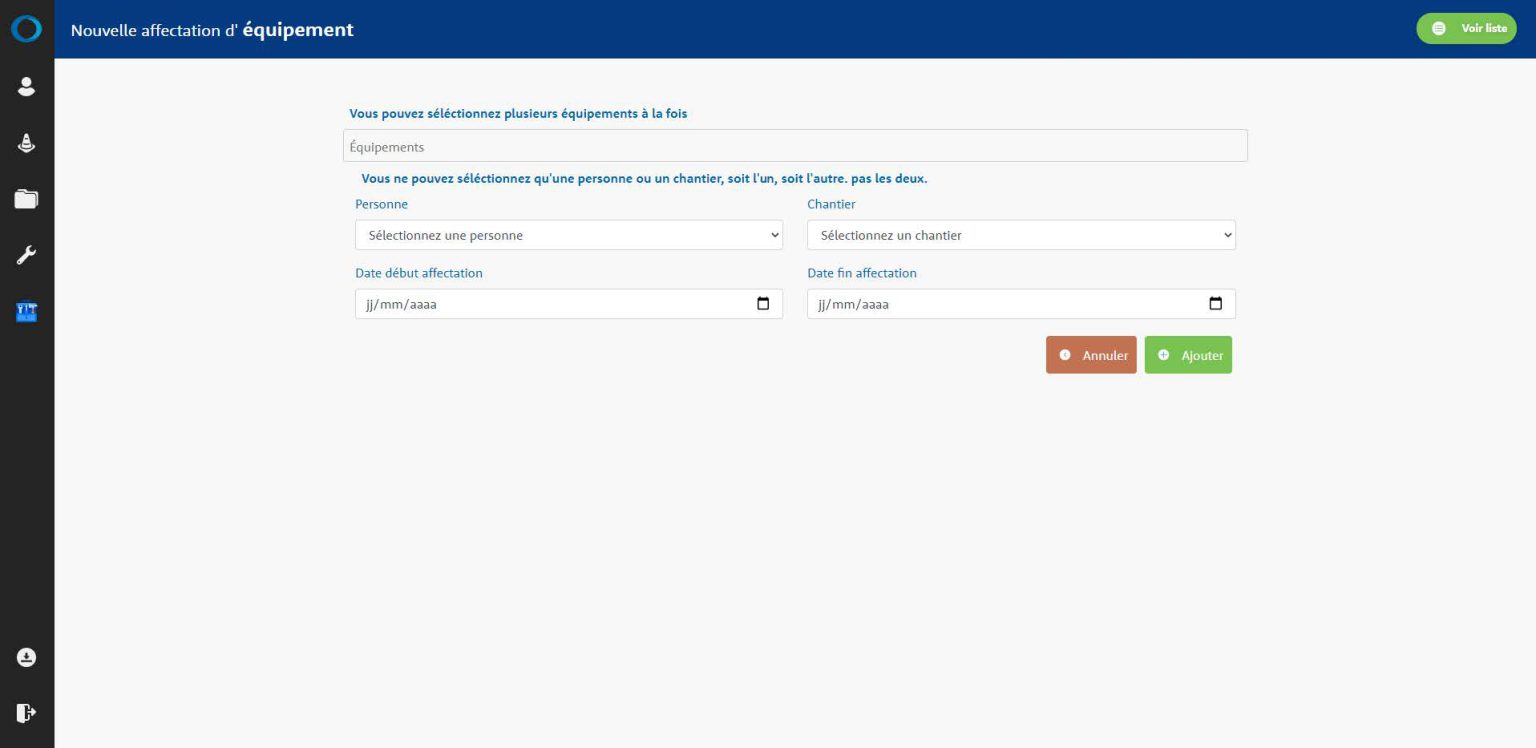 Nouvelle affectation d' équipement
Voir liste
Vous pouvez séléctionnez plusieurs équipements à la fois
Équipements
Vous ne pouvez séléctionnez qu'une personne ou un chantier, soit l'un, soit l'autre. pas les deux.
Personne
Chantier
Sélectionnez une personne
Sélectionnez un chantier
Date début affectation
Date fin affectation
jj/mm/aaaa
jj/mm/aaaa
Annuler
Ajouter